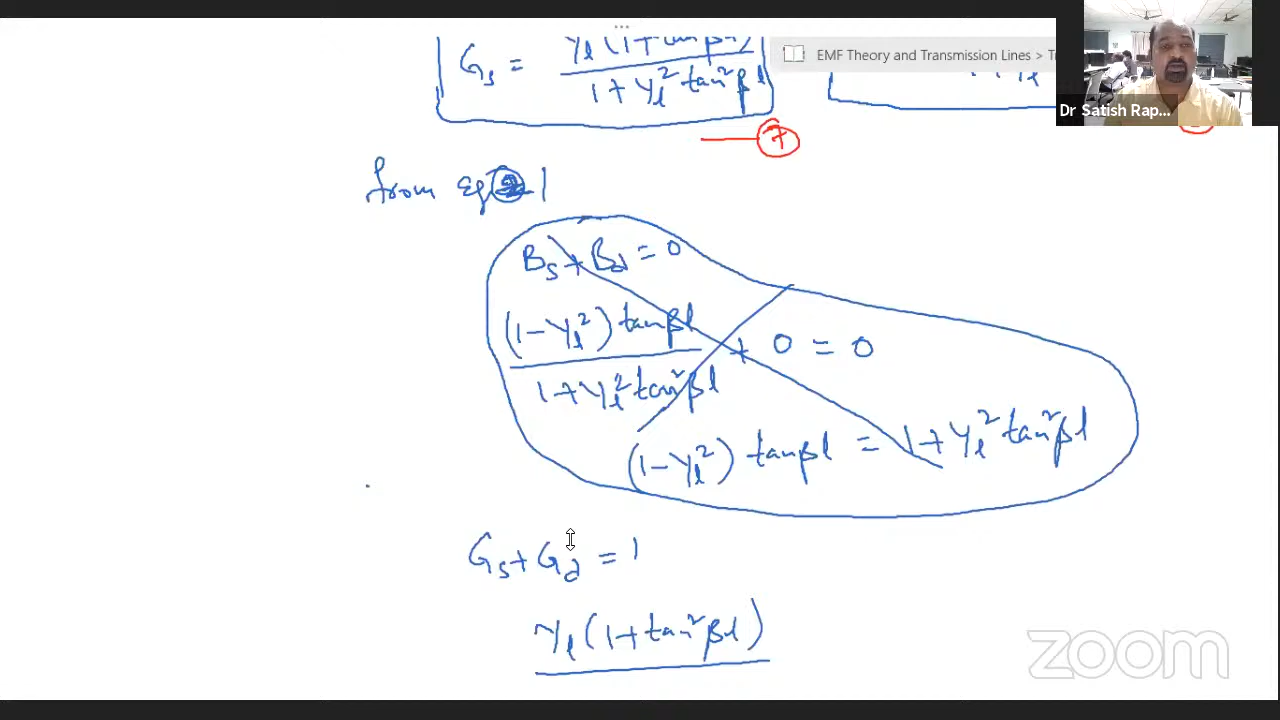 G_s = y_l (1 + tan²βl) / 1 + y_l² tan²βl
EMF Theory and Transmission Lines >
7
Dr Satish Rap...
from eq 1
B_s + B_d = 0
(1 - y_l²) tanβl / 1 + y_l² tan²βl + 0 = 0
(1 - y_l²) tanβl = 1 + y_l² tan²βl
G_s + G_d = 1
y_l (1 + tan²βl)
zoom